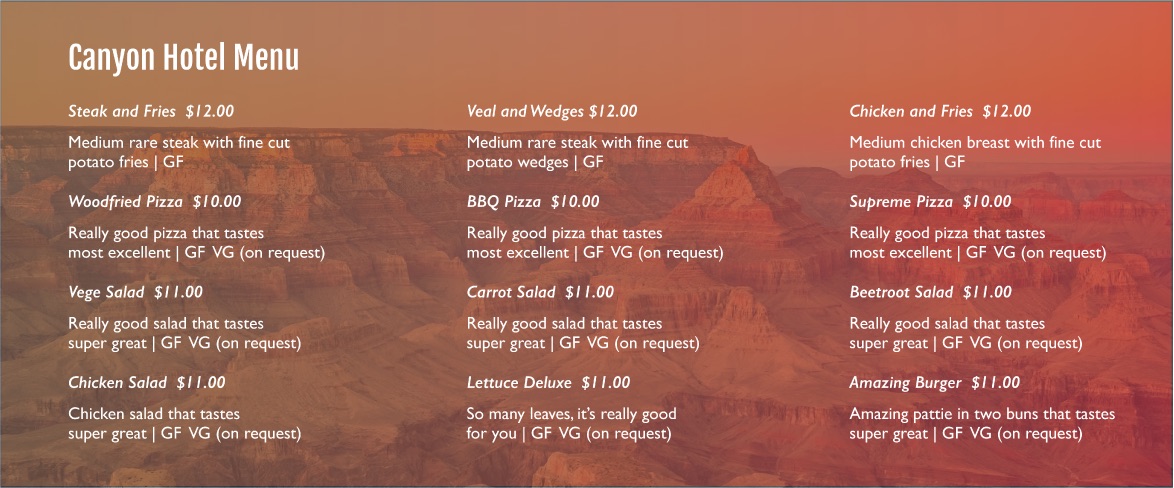 Canyon Hotel Menu
Steak and Fries $12.00
Medium rare steak with fine cut
potato fries | GF
Woodfried Pizza $10.00
Really good pizza that tastes
most excellent | GF VG (on request)
Vege Salad $11.00
Really good salad that tastes
super great | GF VG (on request)
Chicken Salad $11.00
Chicken salad that tastes
super great | GF VG (on request)
Veal and Wedges $12.00
Medium rare steak with fine cut
potato wedges | GF
BBQ Pizza $10.00
Really good pizza that tastes
most excellent | GF VG (on request)
Carrot Salad $11.00
Really good salad that tastes
super great | GF VG (on request)
Lettuce Deluxe $11.00
So many leaves, it's really good
for you | GF VG (on request)
Chicken and Fries $12.00
Medium chicken breast with fine cut
potato fries | GF
Supreme Pizza $10.00
Really good pizza that tastes
most excellent | GF VG (on request)
Beetroot Salad $11.00
Really good salad that tastes
super great | GF VG (on request)
Amazing Burger $11.00
Amazing pattie in two buns that tastes
super great | GF VG (on request)